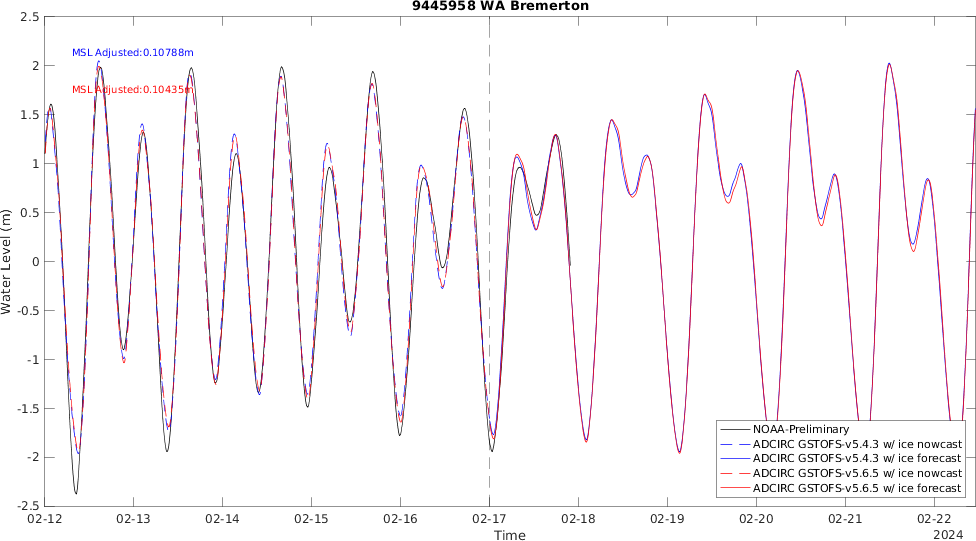 9445958 WA Bremerton
MSL Adjusted:0.10788m
MSL Adjusted:0.10435m
Water Level (m)
2.5
2
1.5
1
0.5
0
-0.5
-1
-1.5
-2
-2.5
NOAA-Preliminary
ADCIRC GSTOFS-v5.4.3 w/ ice nowcast
ADCIRC GSTOFS-v5.4.3 w/ ice forecast
ADCIRC GSTOFS-v5.6.5 w/ ice nowcast
ADCIRC GSTOFS-v5.6.5 w/ ice forecast
02-12 02-13 02-14 02-15 02-16 02-17 02-18 02-19 02-20 02-21 02-22
Time
2024